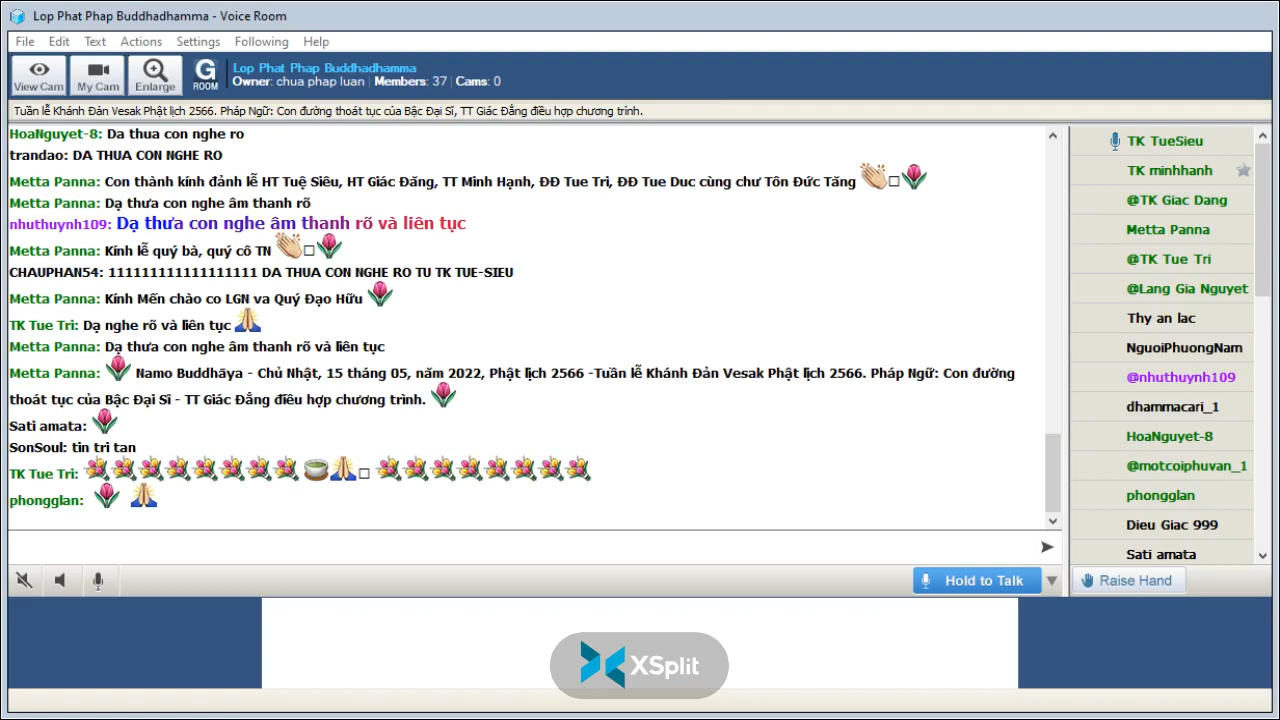 Lop Phat Phap Buddhadhamma - Voice Room
File Edit Text Actions Settings Following Help
View Cam My Cam Enlarge G ROOM
Lop Phat Phap Buddhadhamma
Owner: chua phap luan | Members: 37 | Cams: 0
Tuần lễ Khánh Đản Vesak Phật lịch 2566. Pháp Ngữ: Con đường thoát tục của Bậc Đại Sĩ, TT Giác Đẳng điều hợp chương trình.
HoaNguyet-8: Da thua con nghe ro
trandao: DA THUA CON NGHE RO
Metta Panna: Con thành kính đảnh lễ HT Tuệ Siêu, HT Giác Đăng, TT Minh Hạnh, ĐĐ Tue Tri, ĐĐ Tue Duc cùng chư Tôn Đức Tăng
Metta Panna: Dạ thưa con nghe âm thanh rõ
nhuthuynh109: Dạ thưa con nghe âm thanh rõ và liên tục
Metta Panna: Kính lễ quý bà, quý cô TN
CHAUPHAN54: 111111111111111111 DA THUA CON NGHE RO TU TK TUE-SIEU
Metta Panna: Kính Mến chào co LGN va Quý Đạo Hữu
TK Tue Tri: Dạ nghe rõ và liên tục
Metta Panna: Dạ thưa con nghe âm thanh rõ và liên tục
Metta Panna: Namo Buddhāya - Chủ Nhật, 15 tháng 05, năm 2022, Phật lịch 2566 -Tuần lễ Khánh Đản Vesak Phật lịch 2566. Pháp Ngữ: Con đường
thoát tục của Bậc Đại Sĩ - TT Giác Đẳng điều hợp chương trình.
Sati amata:
SonSoul: tin tri tan
TK Tue Tri:
phongglan:
Hold to Talk
TK TueSieu
TK minhhanh
@TK Giac Dang
Metta Panna
@TK Tue Tri
@Lang Gia Nguyet
Thy an lac
NguoiPhuongNam
@nhuthuynh109
dhammacari_1
HoaNguyet-8
@motcoiphuvan_1
phongglan
Dieu Giac 999
Sati amata
Raise Hand
XSplit